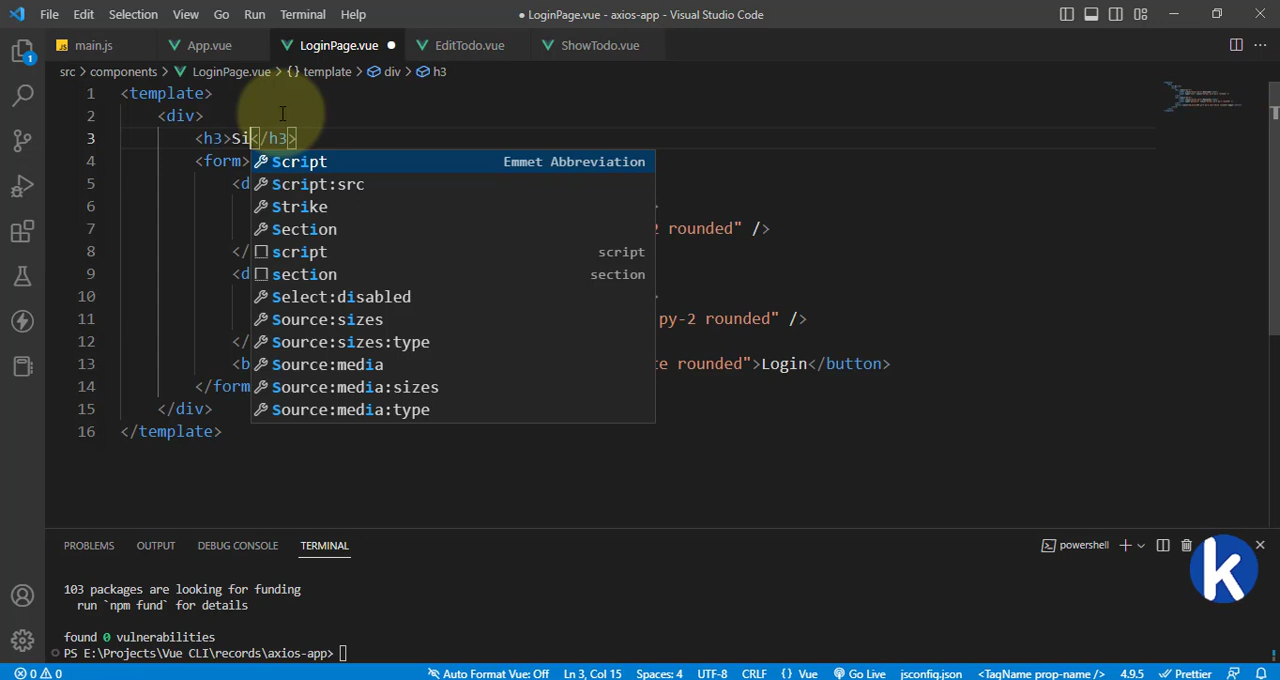 File Edit Selection View Go Run Terminal Help
● LoginPage.vue - axios-app - Visual Studio Code
JS main.js App.vue LoginPage.vue ● EditTodo.vue ShowTodo.vue
src > components > LoginPage.vue > {} template > div > h3
1 <template>
2 <div>
3 <h3>Si</h3>
4 <form>
Script Emmet Abbreviation
5 <d
Script:src
6
Strike >
7
Section 2 rounded" />
8 </
script script
9 <d
section section
10
Select:disabled >
11
Source:sizes py-2 rounded" />
12 </
Source:sizes:type
13 <b
Source:media te rounded">Login</button>
14 </form
Source:media:sizes
15 </div>
Source:media:type
16 </template>
PROBLEMS OUTPUT DEBUG CONSOLE TERMINAL
powershell
103 packages are looking for funding
run `npm fund` for details
found 0 vulnerabilities
PS E:\Projects\Vue CLI\records\axios-app>
k
1
0 0
Auto Format Vue: Off Ln 3, Col 15 Spaces: 4 UTF-8 CRLF {} Vue Go Live jsconfig.json <TagName prop-name /> 4.9.5 Prettier